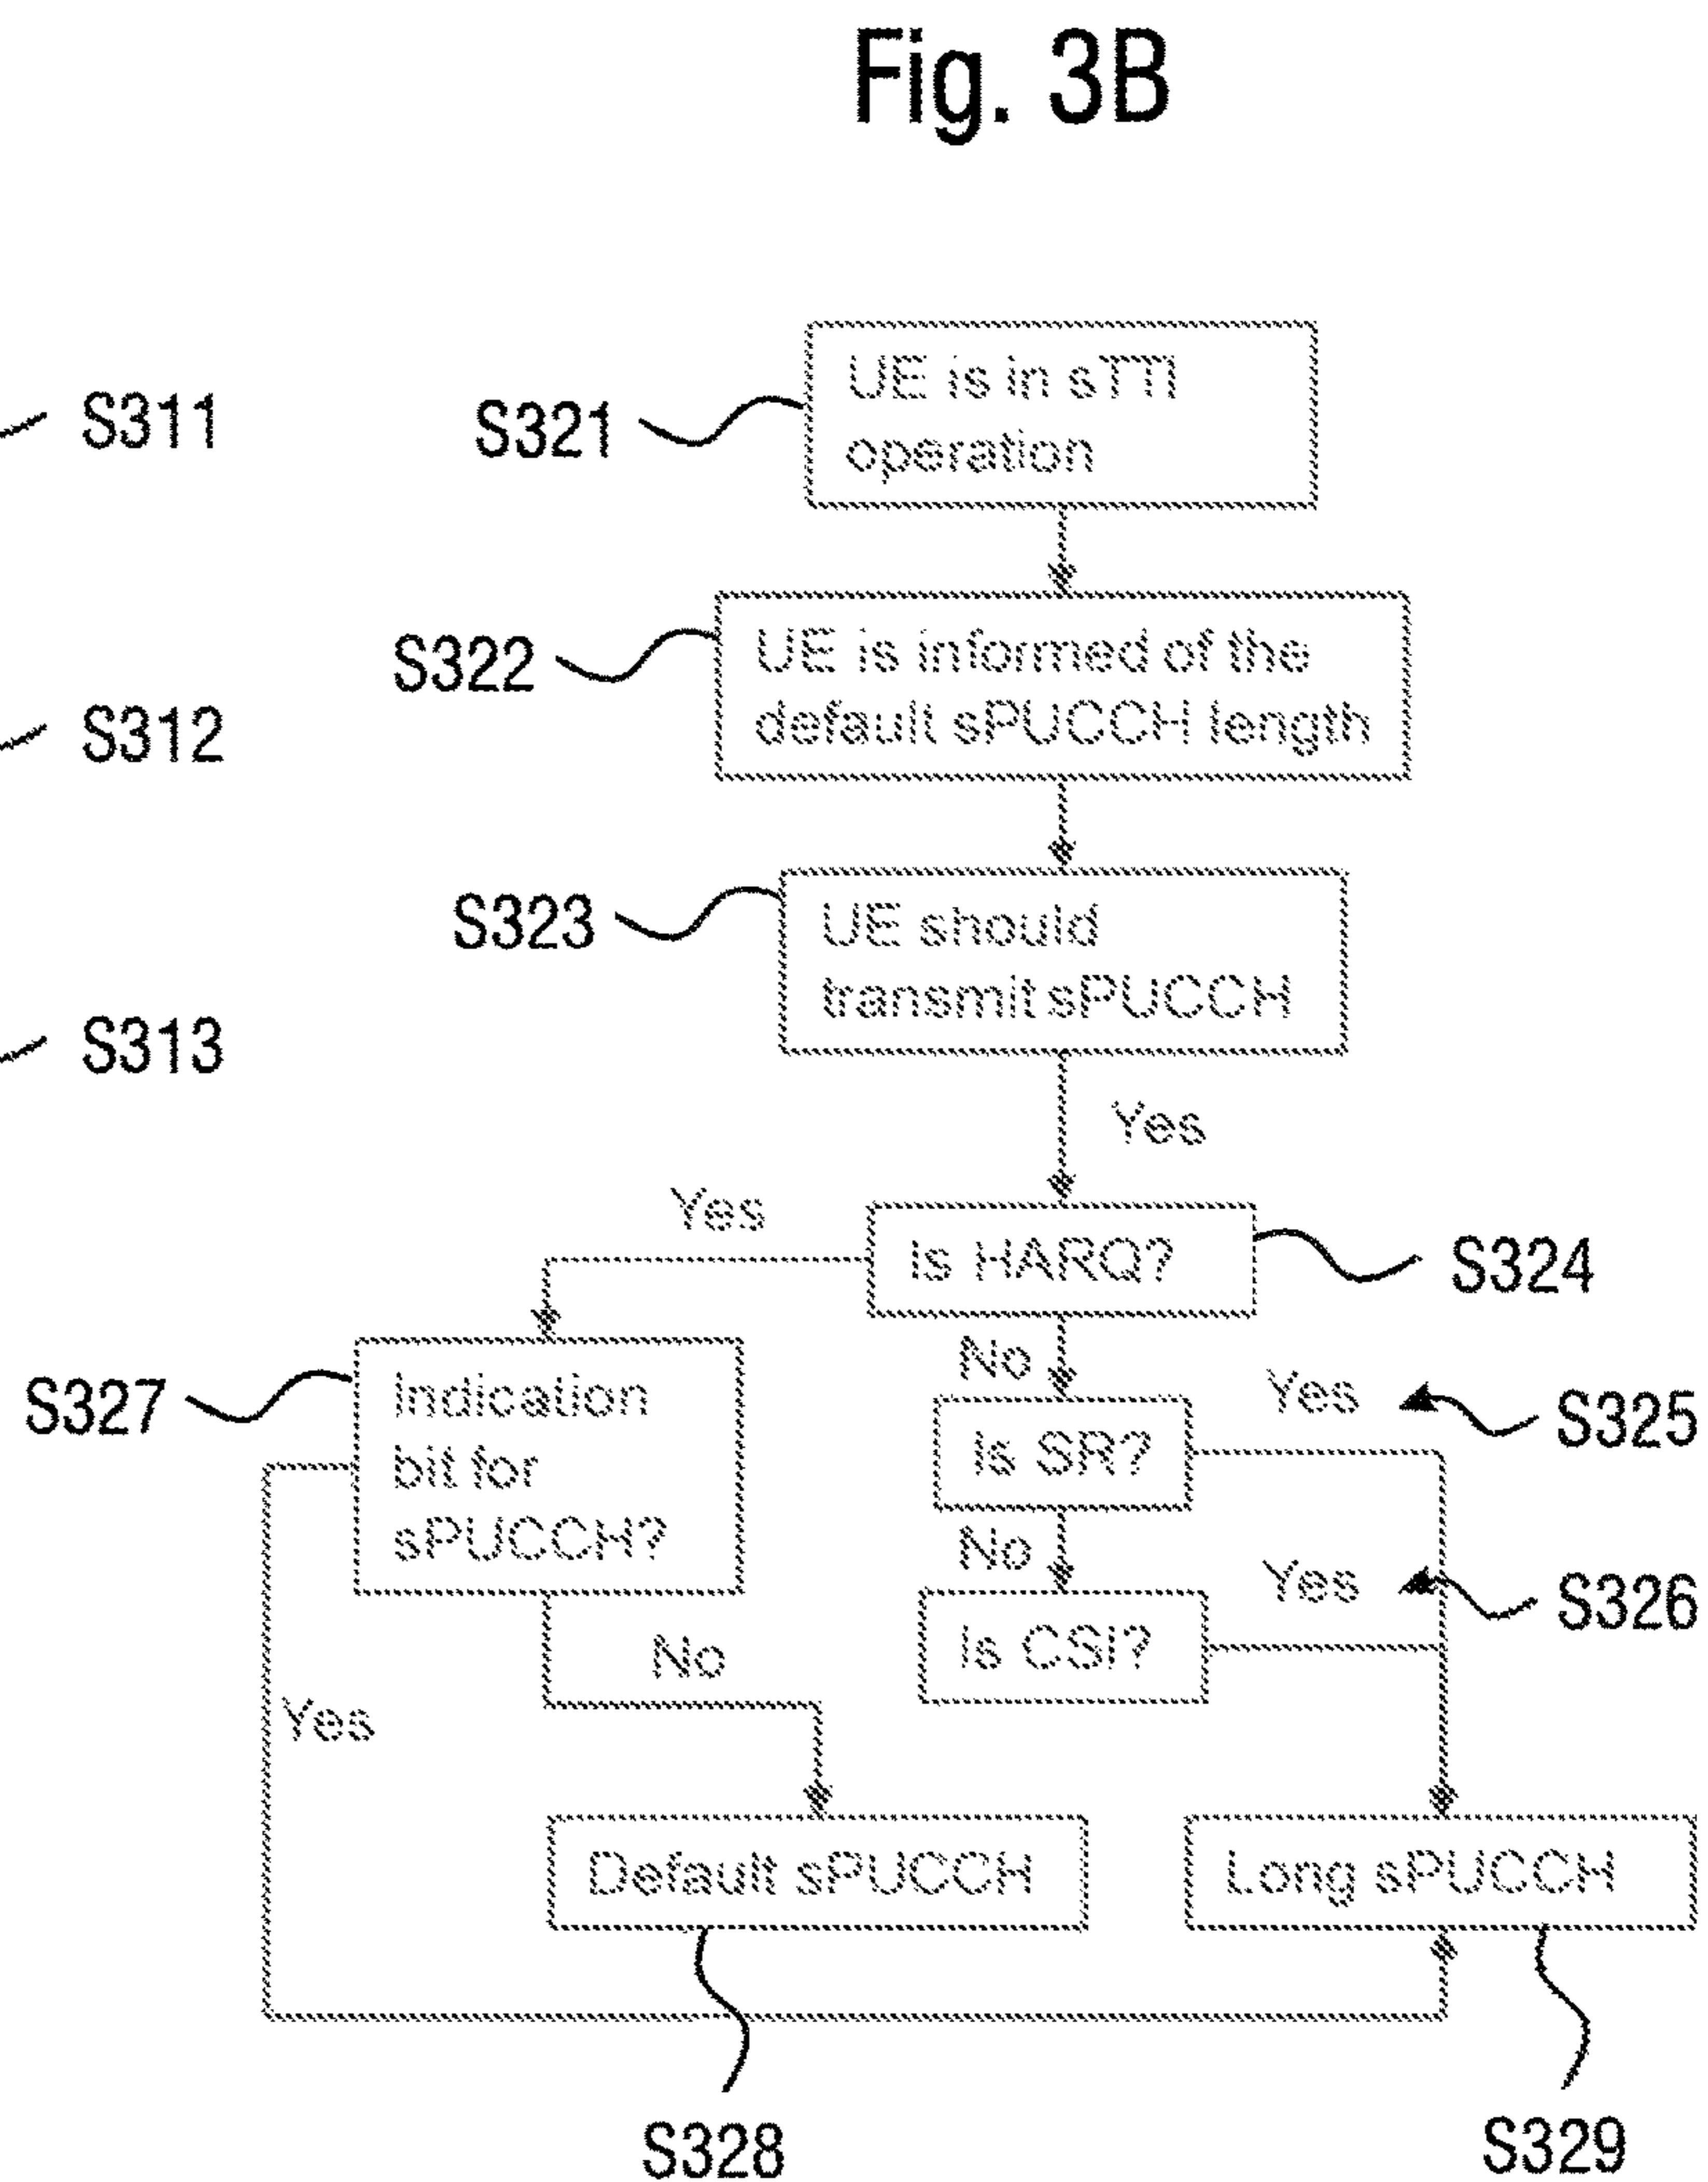 Fig. 3B
UE is in sTTI
operation
S311
S321
UE is informed of the
default sPUCCH length
S322
S312
UE should
transmit sPUCCH
S323
S313
Yes
Yes
Is HARQ?
S324
No
Indication
bit for
sPUCCH?
S327
Is SR?
Yes
S325
No
Is CSI?
Yes
S326
No
Yes
Default sPUCCH
Long sPUCCH
S328
S329